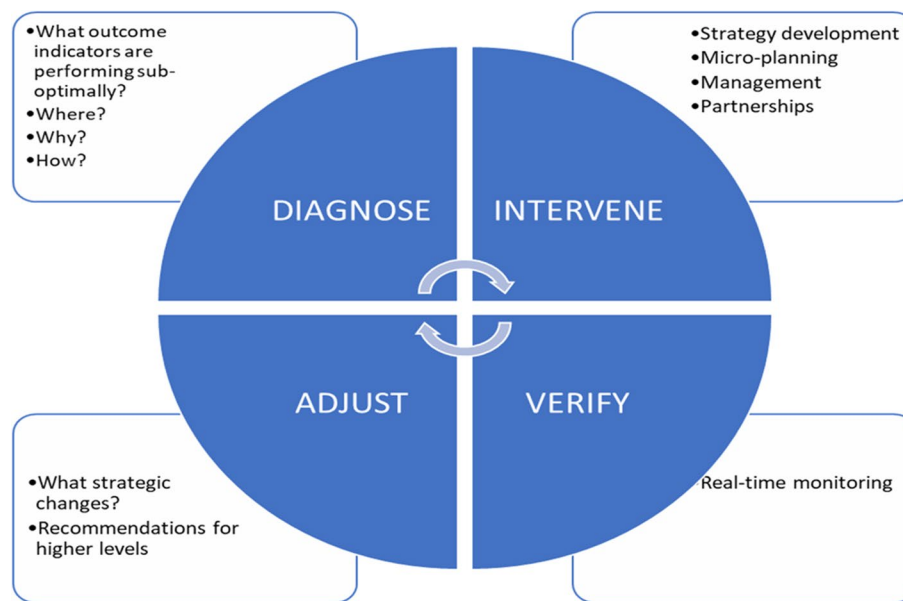 •What outcome
indicators are
performing sub-
optimally?
•Where?
•Why?
•How?
•Strategy development
•Micro-planning
•Management
•Partnerships
DIAGNOSE
INTERVENE
ADJUST
VERIFY
•What strategic
changes?
•Recommendations for
higher levels
Real-time monitoring